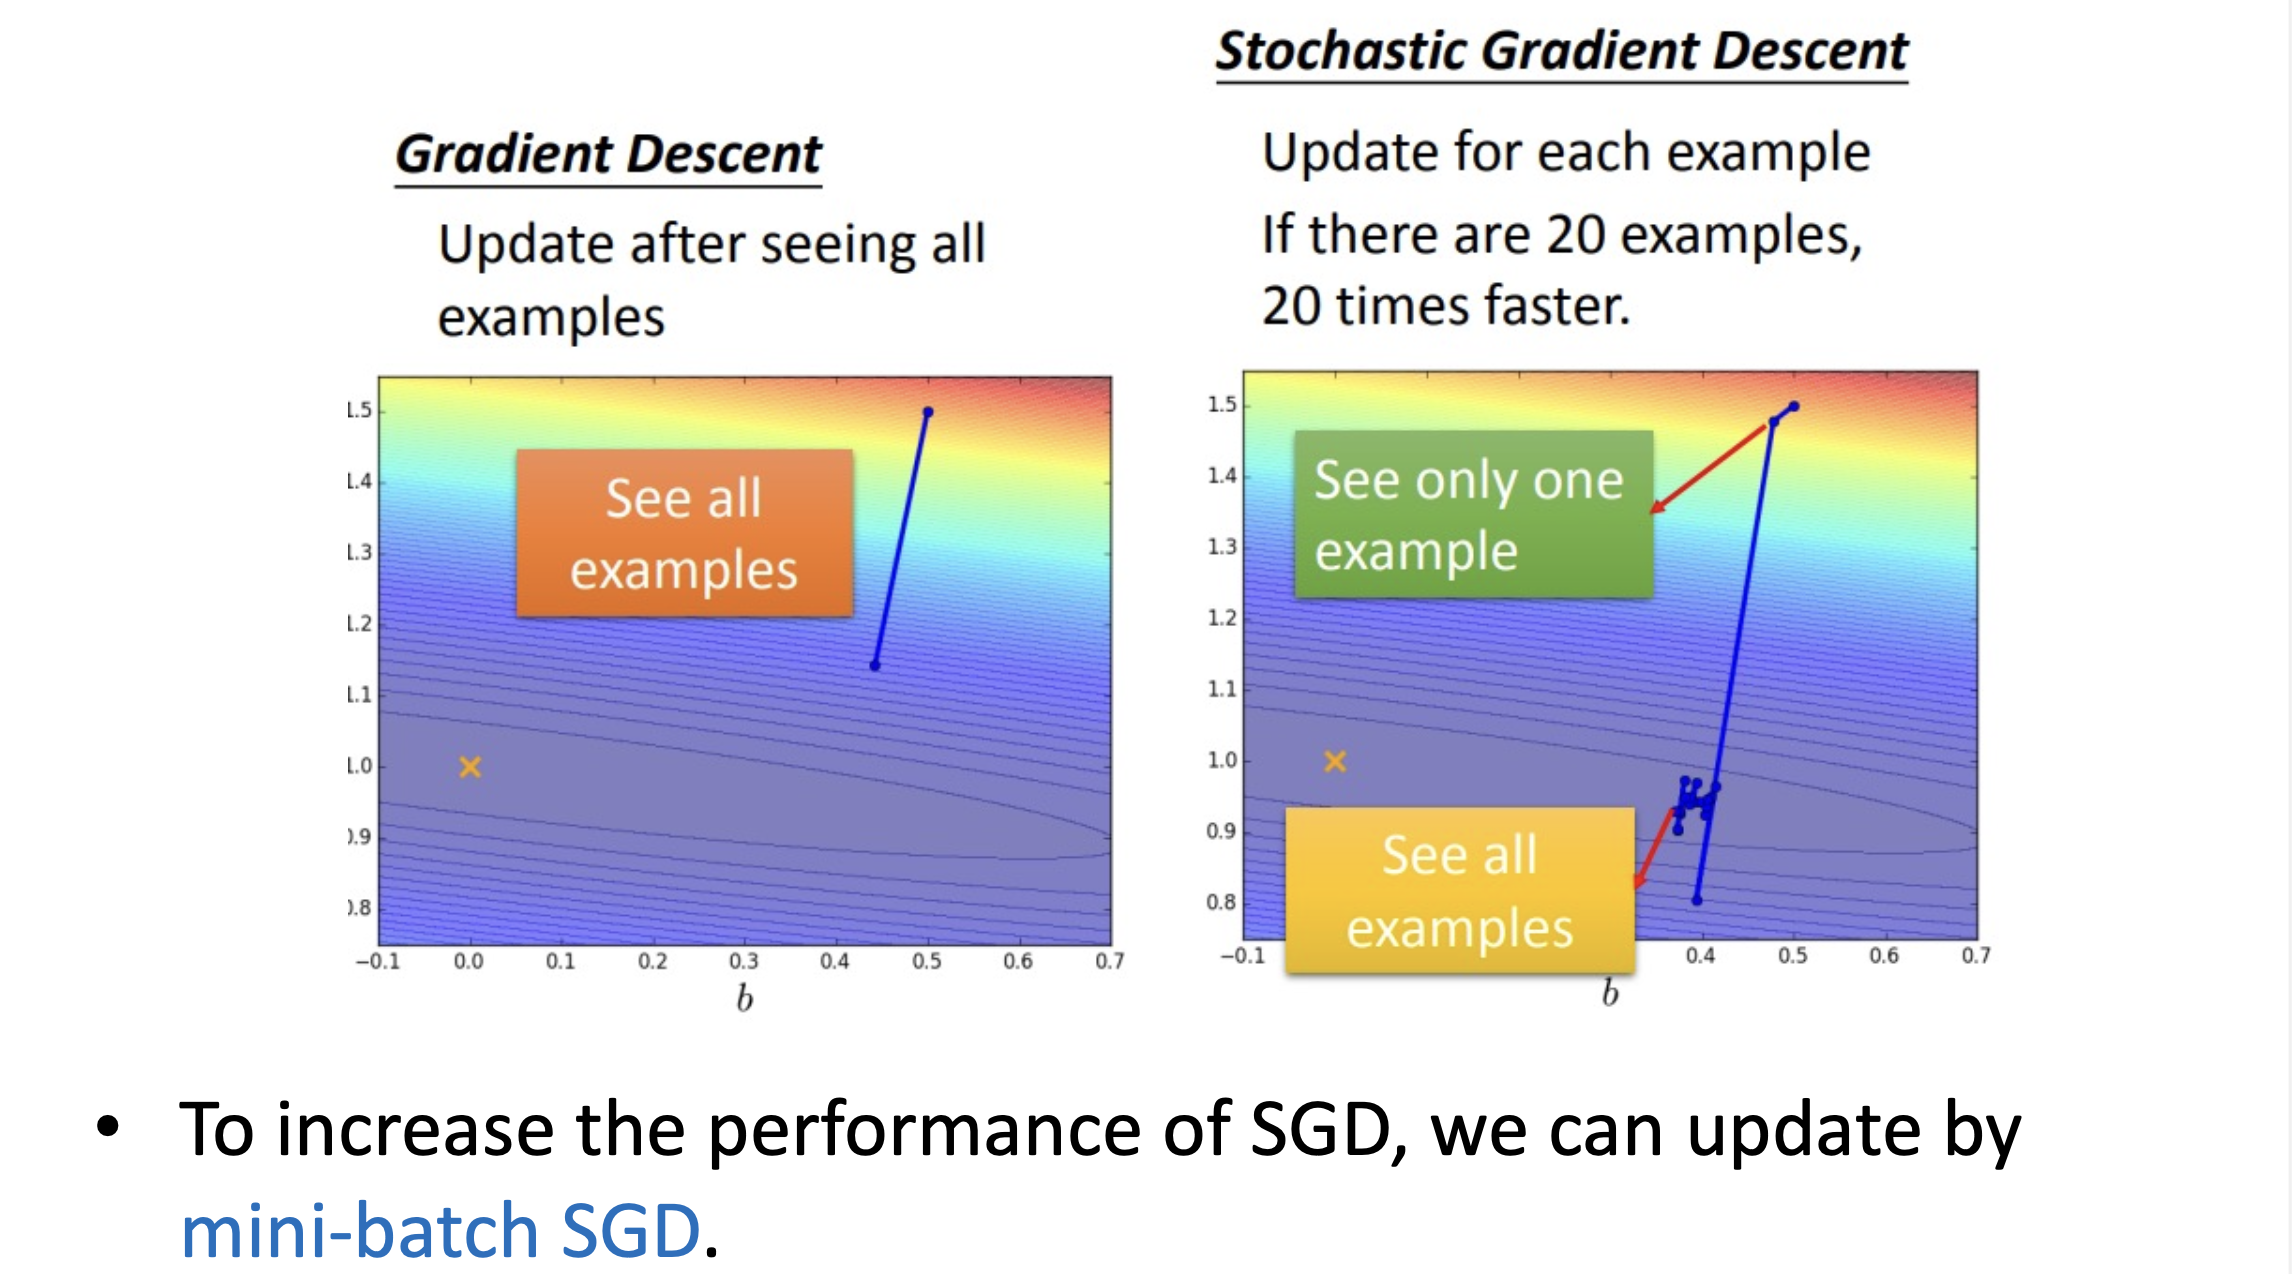 Gradient Descent
Update after seeing all
examples
See all
examples
1.5
1.4
1.3
1.2
1.1
1.0
0.9
0.8
−0.1 0.0 0.1 0.2 0.3 0.4 0.5 0.6 0.7
b
Stochastic Gradient Descent
Update for each example
If there are 20 examples,
20 times faster.
See only one
example
See all
examples
1.5
1.4
1.3
1.2
1.1
1.0
0.9
0.8
−0.1 0.4 0.5 0.6 0.7
b
• To increase the performance of SGD, we can update by
mini-batch SGD.